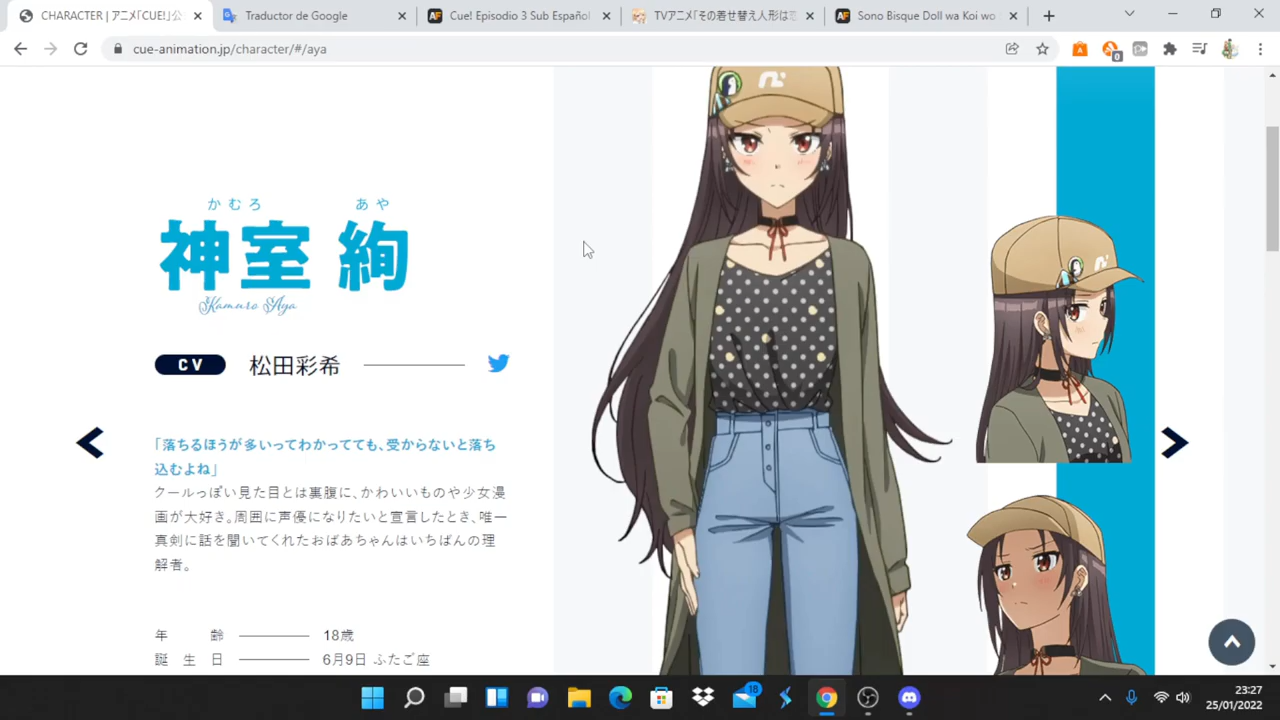 CHARACTER | アニメ「CUE!」公
Traductor de Google
Cue! Episodio 3 Sub Español
TVアニメ「その着せ替え人形は恋
Sono Bisque Doll wa Koi wo
cue-animation.jp/character/#/aya
0
かむろ あや
神室 絢
Kamuro Aya
CV 松田彩希
「落ちるほうが多いってわかってても、受からないと落ち
込むよね」
クールっぽい見た目とは裏腹に、かわいいものや少女漫
画が大好き。周囲に声優になりたいと宣言したとき、唯一
真剣に話を聞いてくれたおばあちゃんはいちばんの理
解者。
年齢 18歳
誕生日 6月9日 ふたご座
18
23:27
25/01/2022